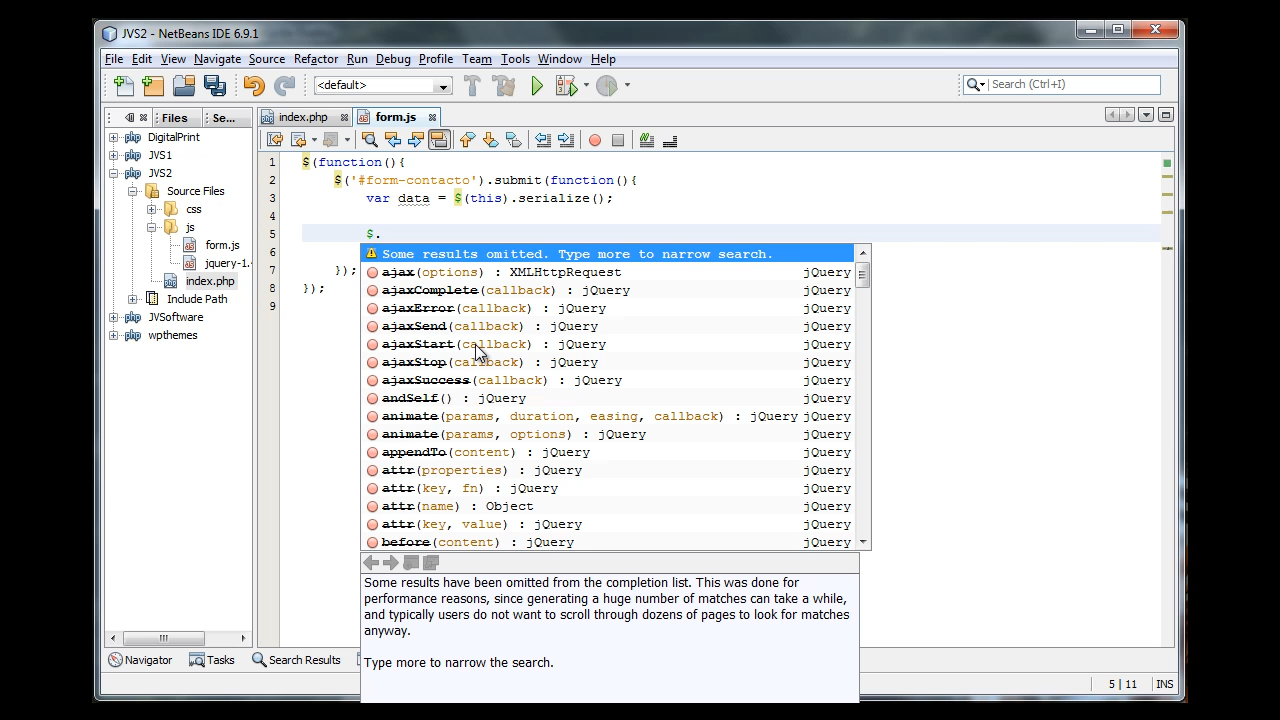 JVS2 - NetBeans IDE 6.9.1
File Edit View Navigate Source Refactor Run Debug Profile Team Tools Window Help
<default>
Search (Ctrl+I)
Files Se...
index.php form.js
DigitalPrint
JVS1
JVS2
Source Files
css
js
form.js
jquery-1.
index.php
Include Path
JVSoftware
wpthemes
1 $(function(){
2 $('#form-contacto').submit(function(){
3 var data = $(this).serialize();
4
5 $.
6
7 });
8 });
9
Some results omitted. Type more to narrow search.
ajax(options) : XMLHttpRequest jQuery
ajaxComplete(callback) : jQuery jQuery
ajaxError(callback) : jQuery jQuery
ajaxSend(callback) : jQuery jQuery
ajaxStart(callback) : jQuery jQuery
ajaxStop(callback) : jQuery jQuery
ajaxSuccess(callback) : jQuery jQuery
andSelf() : jQuery jQuery
animate(params, duration, easing, callback) : jQuery jQuery
animate(params, options) : jQuery jQuery
appendTo(content) : jQuery jQuery
attr(properties) : jQuery jQuery
attr(key, fn) : jQuery jQuery
attr(name) : Object jQuery
attr(key, value) : jQuery jQuery
before(content) : jQuery jQuery
Some results have been omitted from the completion list. This was done for
performance reasons, since generating a huge number of matches can take a while,
and typically users do not want to scroll through dozens of pages to look for matches
anyway.
Type more to narrow the search.
Navigator Tasks Search Results
5 | 11 INS